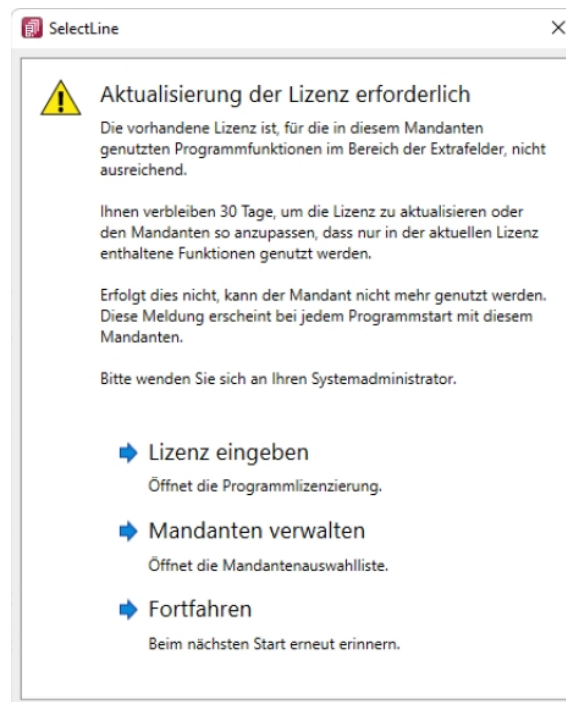 SelectLine
Aktualisierung der Lizenz erforderlich
Die vorhandene Lizenz ist, für die in diesem Mandanten
genutzten Programmfunktionen im Bereich der Extrafelder, nicht
ausreichend.
Ihnen verbleiben 30 Tage, um die Lizenz zu aktualisieren oder
den Mandanten so anzupassen, dass nur in der aktuellen Lizenz
enthaltene Funktionen genutzt werden.
Erfolgt dies nicht, kann der Mandant nicht mehr genutzt werden.
Diese Meldung erscheint bei jedem Programmstart mit diesem
Mandanten.
Bitte wenden Sie sich an Ihren Systemadministrator.
Lizenz eingeben
Öffnet die Programmlizenzierung.
Mandanten verwalten
Öffnet die Mandantenauswahlliste.
Fortfahren
Beim nächsten Start erneut erinnern.